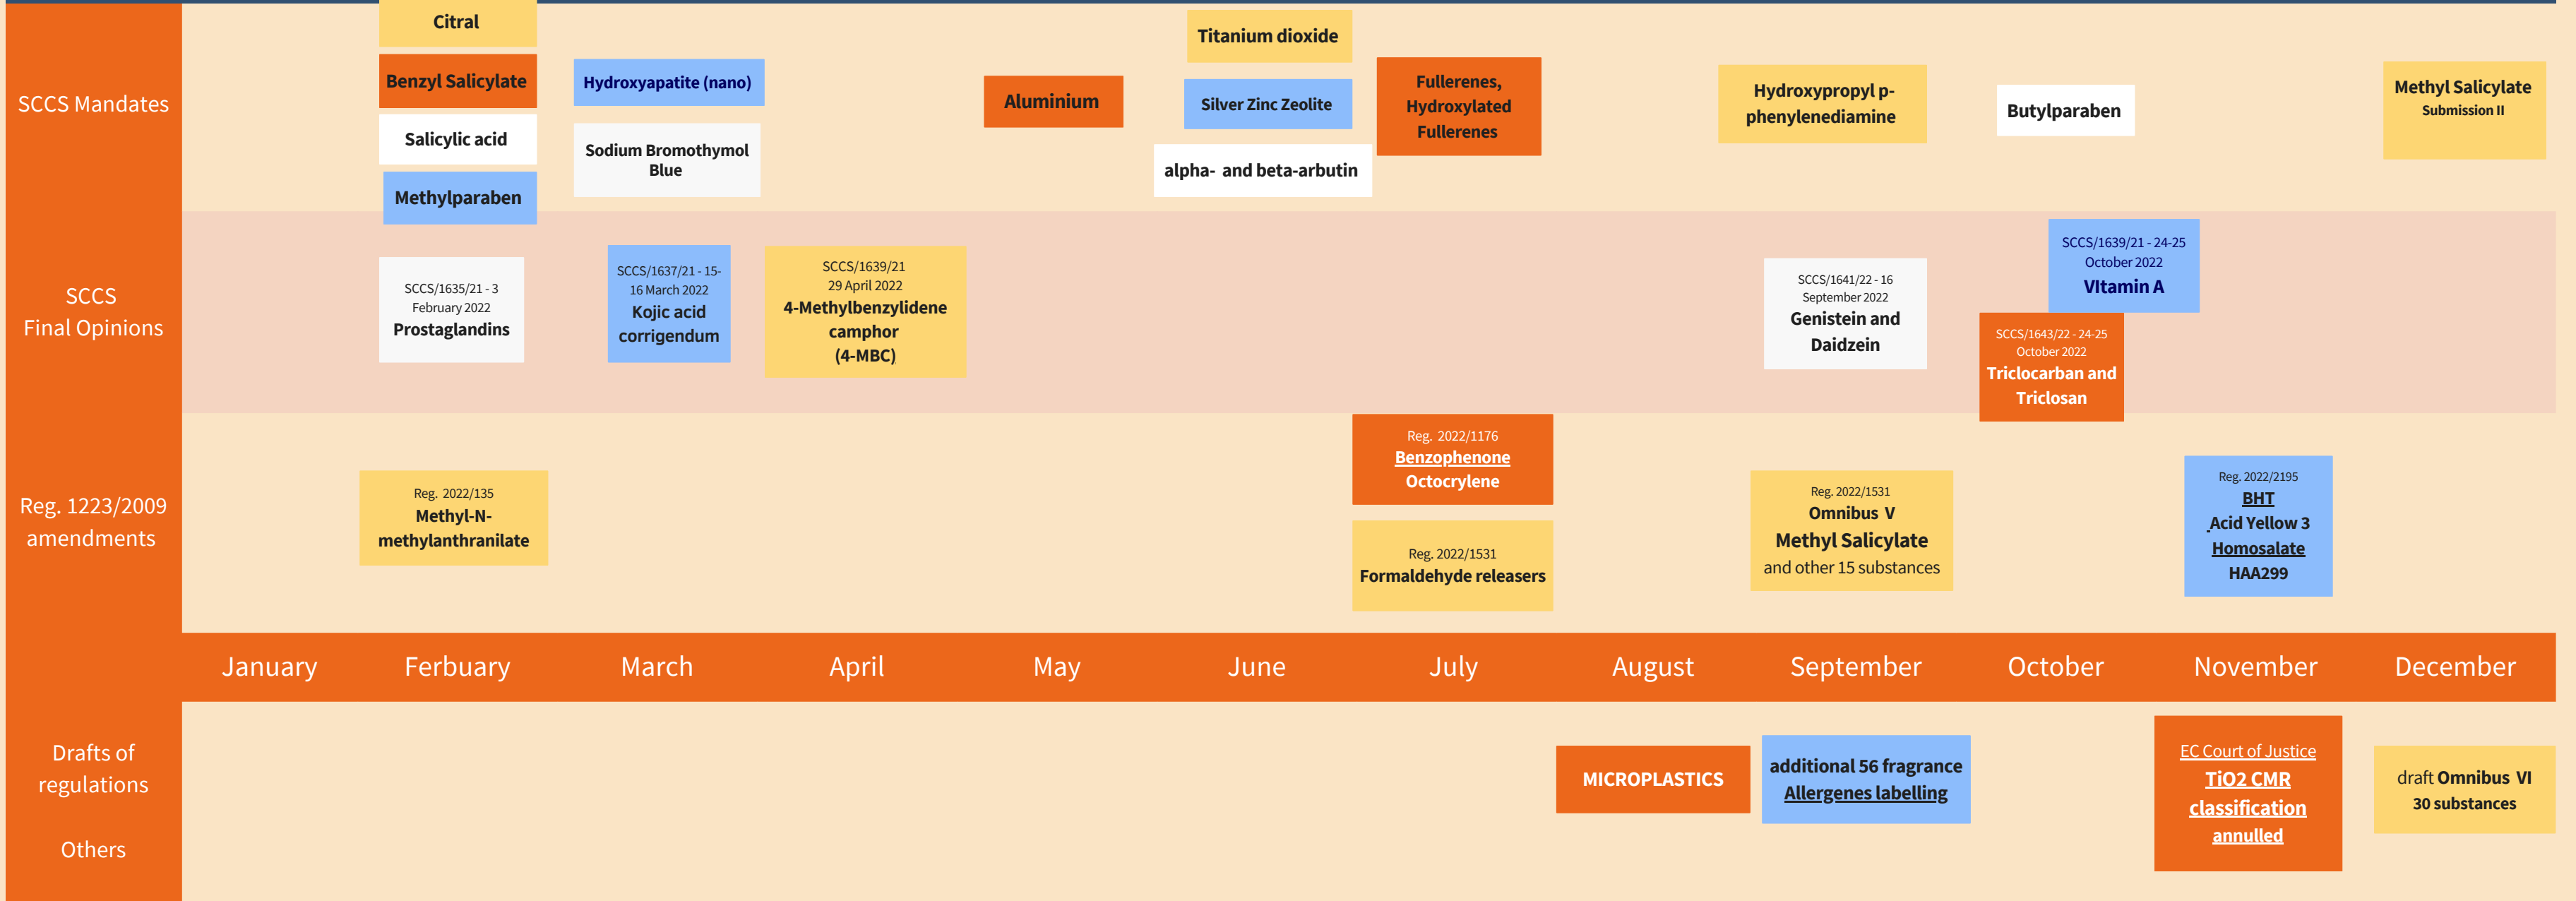 SCCS Mandates
Citral
Benzyl Salicylate
Salicylic acid
Methylparaben
Hydroxyapatite (nano)
Sodium Bromothymol
Blue
Aluminium
Titanium dioxide
Silver Zinc Zeolite
alpha- and beta-arbutin
Fullerenes,
Hydroxylated
Fullerenes
Hydroxypropyl p-
phenylenediamine
Butylparaben
Methyl Salicylate
Submission II
SCCS
Final Opinions
SCCS/1635/21 - 3
February 2022
Prostaglandins
SCCS/1637/21 - 15-
16 March 2022
Kojic acid
corrigendum
SCCS/1639/21
29 April 2022
4-Methylbenzylidene
camphor
(4-MBC)
SCCS/1641/22 - 16
September 2022
Genistein and
Daidzein
SCCS/1639/21 - 24-25
October 2022
VItamin A
SCCS/1643/22 - 24-25
October 2022
Triclocarban and
Triclosan
Reg. 1223/2009
amendments
Reg. 2022/135
Methyl-N-
methylanthranilate
Reg. 2022/1176
Benzophenone
Octocrylene
Reg. 2022/1531
Formaldehyde releasers
Reg. 2022/1531
Omnibus V
Methyl Salicylate
and other 15 substances
Reg. 2022/2195
BHT
Acid Yellow 3
Homosalate
HAA299
January
Ferbuary
March
April
May
June
July
August
September
October
November
December
Drafts of
regulations
Others
MICROPLASTICS
additional 56 fragrance
Allergenes labelling
EC Court of Justice
TiO2 CMR
classification
annulled
draft Omnibus VI
30 substances